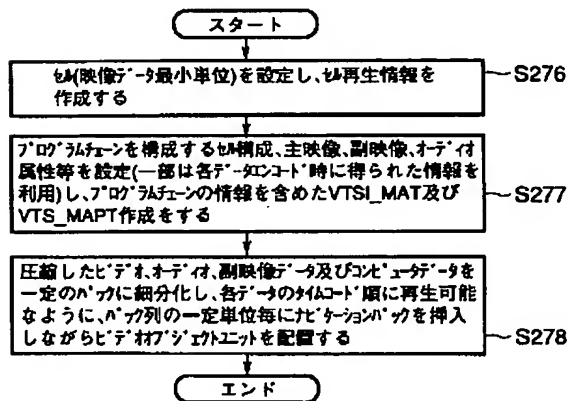 スタート
セル(映像データ最小単位)を設定し、セル再生情報を
作成する
S276
プログラムチェーンを構成するセル構成、主映像、副映像、オーディオ
属性等を設定(一部は各データエンコード時に得られた情報を
利用)し、プログラムチェーンの情報を含めたVTSI_MAT及び
VTS_MAPT作成をする
S277
圧縮したビデオ、オーディオ、副映像データ及びコンピュータデータを
一定のパックに細分化し、各データのタイムコード順に再生可能
なように、パック列の一定単位毎にナビゲーションパックを挿入
しながらビデオオブジェクトユニットを配置する
S278
エンド